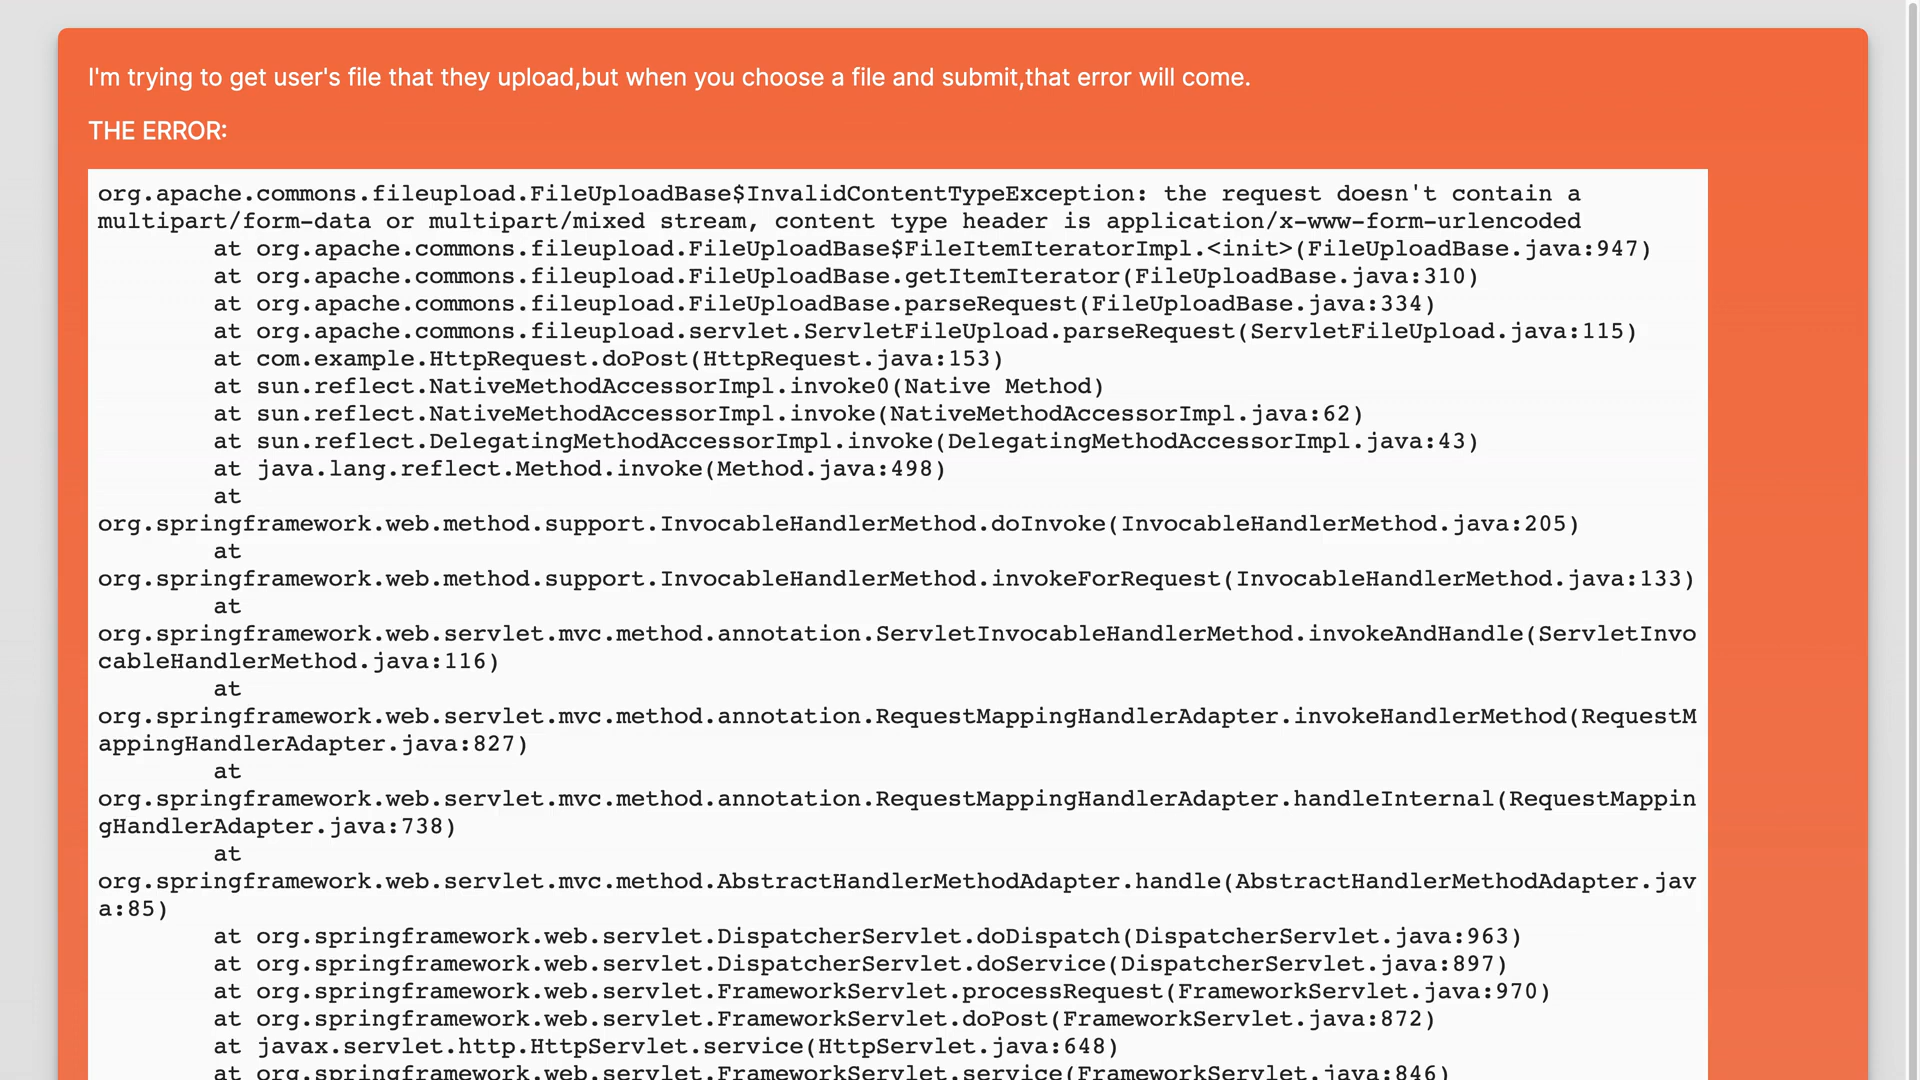 I'm trying to get user's file that they upload,but when you choose a file and submit,that error will come.
THE ERROR:
org.apache.commons.fileupload.FileUploadBase$InvalidContentTypeException: the request doesn't contain a
multipart/form-data or multipart/mixed stream, content type header is application/x-www-form-urlencoded
at org.apache.commons.fileupload.FileUploadBase$FileItemIteratorImpl.<init>(FileUploadBase.java:947)
at org.apache.commons.fileupload.FileUploadBase.getItemIterator(FileUploadBase.java:310)
at org.apache.commons.fileupload.FileUploadBase.parseRequest(FileUploadBase.java:334)
at org.apache.commons.fileupload.servlet.ServletFileUpload.parseRequest(ServletFileUpload.java:115)
at com.example.HttpRequest.doPost(HttpRequest.java:153)
at sun.reflect.NativeMethodAccessorImpl.invoke0(Native Method)
at sun.reflect.NativeMethodAccessorImpl.invoke(NativeMethodAccessorImpl.java:62)
at sun.reflect.DelegatingMethodAccessorImpl.invoke(DelegatingMethodAccessorImpl.java:43)
at java.lang.reflect.Method.invoke(Method.java:498)
at
org.springframework.web.method.support.InvocableHandlerMethod.doInvoke(InvocableHandlerMethod.java:205)
at
org.springframework.web.method.support.InvocableHandlerMethod.invokeForRequest(InvocableHandlerMethod.java:133)
at
org.springframework.web.servlet.mvc.method.annotation.ServletInvocableHandlerMethod.invokeAndHandle(ServletInvo
cableHandlerMethod.java:116)
at
org.springframework.web.servlet.mvc.method.annotation.RequestMappingHandlerAdapter.invokeHandlerMethod(RequestM
appingHandlerAdapter.java:827)
at
org.springframework.web.servlet.mvc.method.annotation.RequestMappingHandlerAdapter.handleInternal(RequestMappin
gHandlerAdapter.java:738)
at
org.springframework.web.servlet.mvc.method.AbstractHandlerMethodAdapter.handle(AbstractHandlerMethodAdapter.jav
a:85)
at org.springframework.web.servlet.DispatcherServlet.doDispatch(DispatcherServlet.java:963)
at org.springframework.web.servlet.DispatcherServlet.doService(DispatcherServlet.java:897)
at org.springframework.web.servlet.FrameworkServlet.processRequest(FrameworkServlet.java:970)
at org.springframework.web.servlet.FrameworkServlet.doPost(FrameworkServlet.java:872)
at javax.servlet.http.HttpServlet.service(HttpServlet.java:648)
at org.springframework.web.servlet.FrameworkServlet.service(FrameworkServlet.java:846)